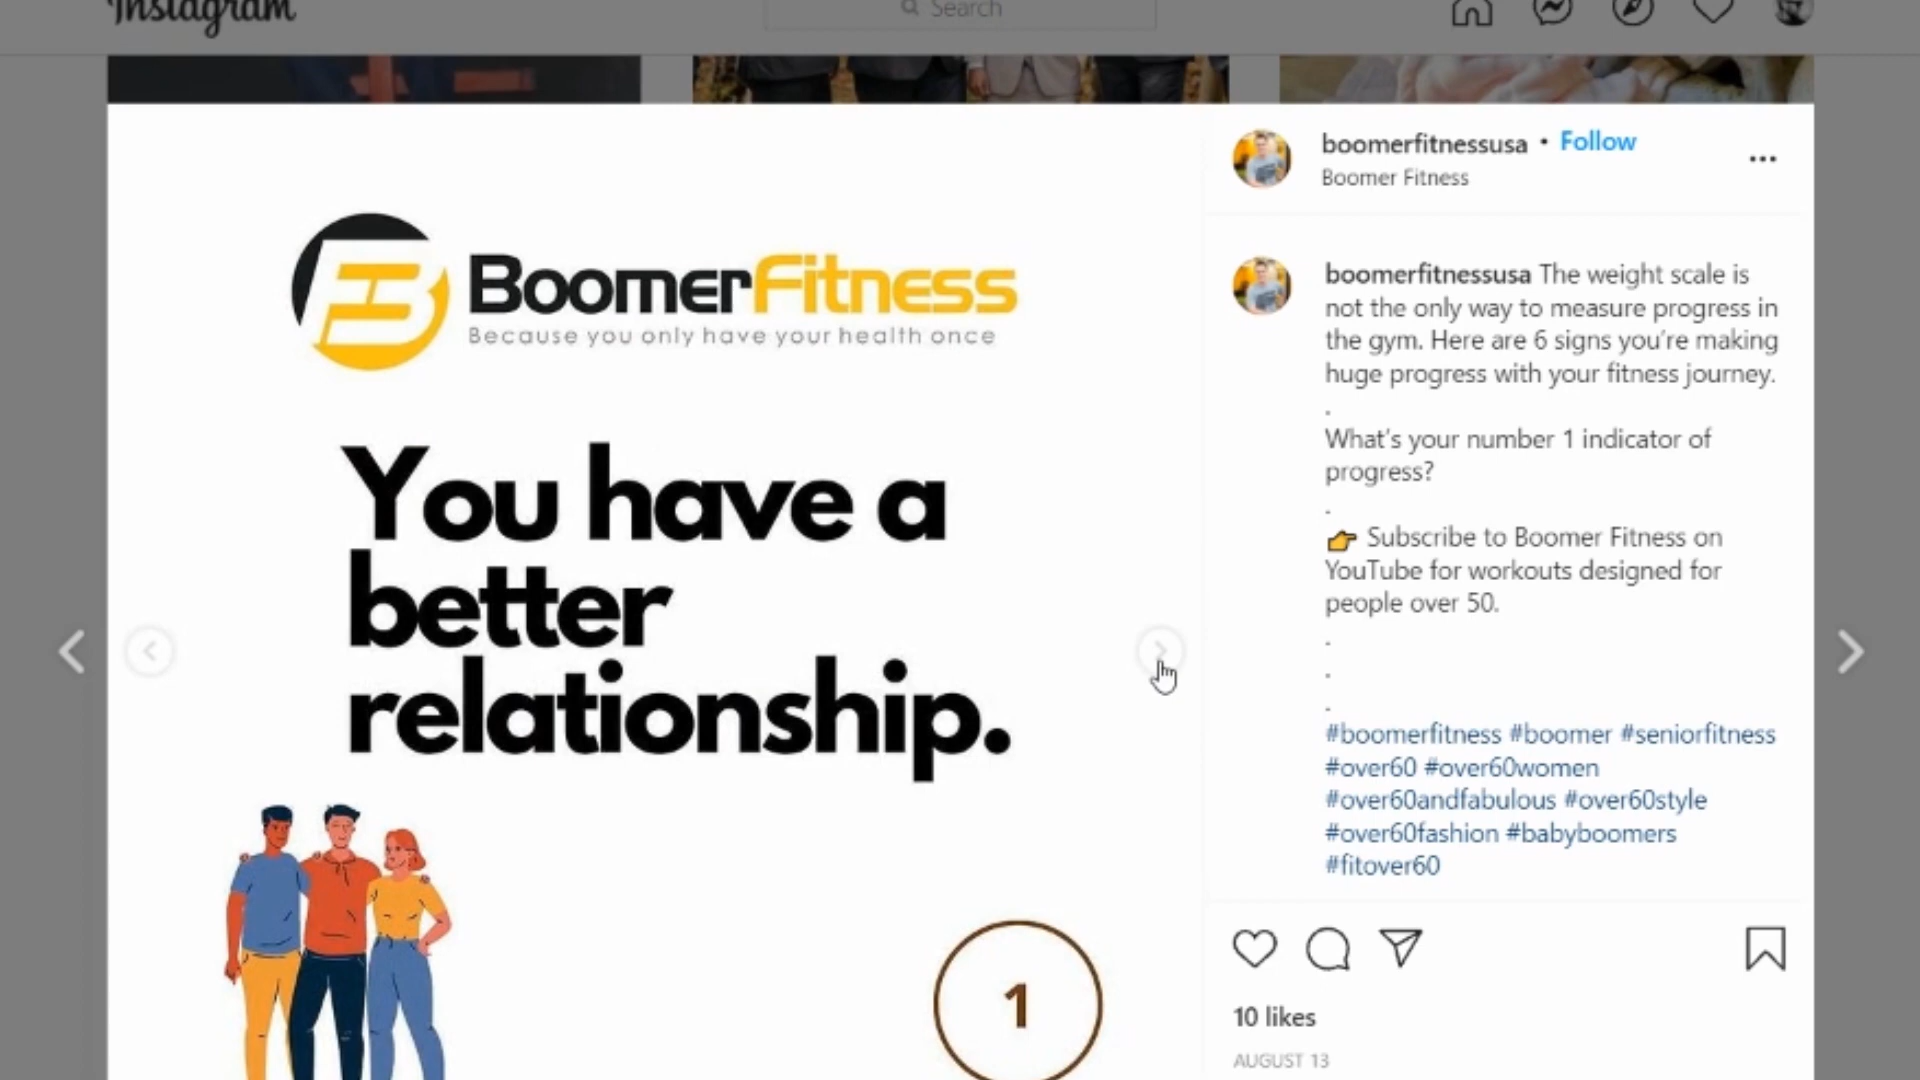 Instagram
Search
BoomerFitness
Because you only have your health once
You have a
better
relationship.
1
boomerfitnessusa • Follow
Boomer Fitness
boomerfitnessusa The weight scale is
not the only way to measure progress in
the gym. Here are 6 signs you're making
huge progress with your fitness journey.
.
What's your number 1 indicator of
progress?
.
👉 Subscribe to Boomer Fitness on
YouTube for workouts designed for
people over 50.
.
.
.
#boomerfitness #boomer #seniorfitness
#over60 #over60women
#over60andfabulous #over60style
#over60fashion #babyboomers
#fitover60
10 likes
AUGUST 13